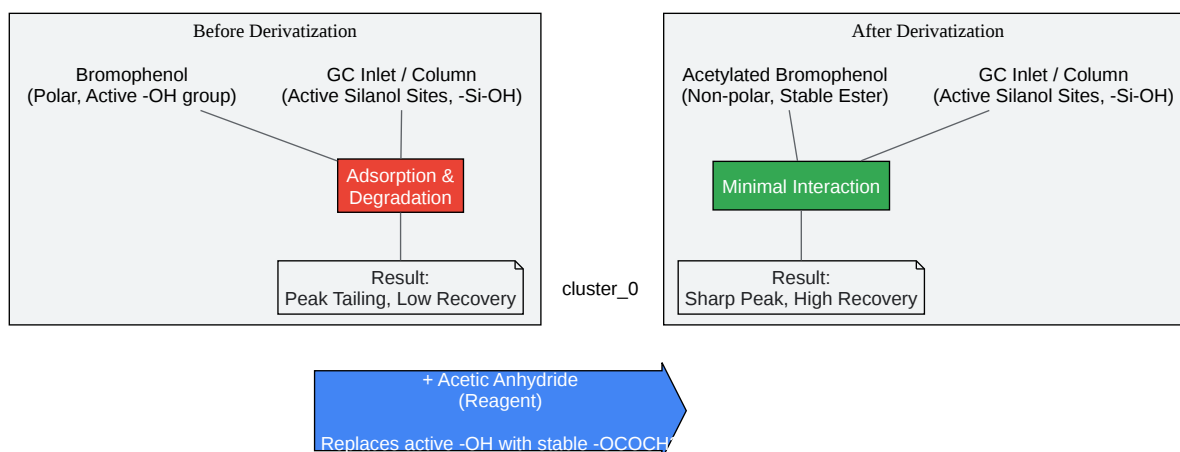 Before Derivatization
Bromophenol
(Polar, Active -OH group)
GC Inlet / Column
(Active Silanol Sites, -Si-OH)
Adsorption &
Degradation
Result:
Peak Tailing, Low Recovery
cluster_0
After Derivatization
Acetylated Bromophenol
(Non-polar, Stable Ester)
GC Inlet / Column
(Active Silanol Sites, -Si-OH)
Minimal Interaction
Result:
Sharp Peak, High Recovery
+ Acetic Anhydride
(Reagent)
Replaces active -OH with stable